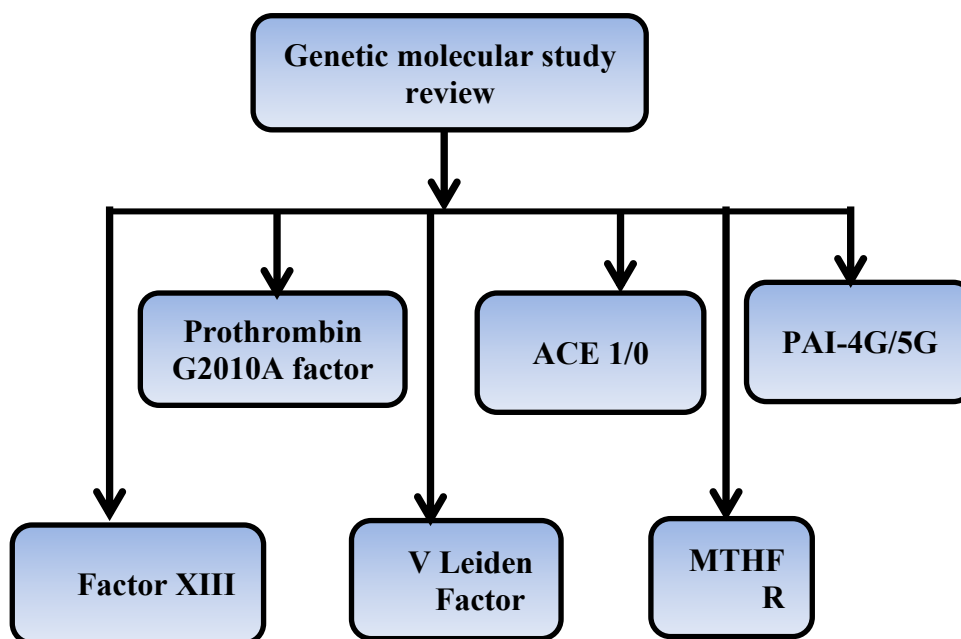 Genetic molecular study
review
Prothrombin
G2010A factor
ACE 1/0
PAI-4G/5G
Factor XIII
V Leiden
Factor
MTHF
R